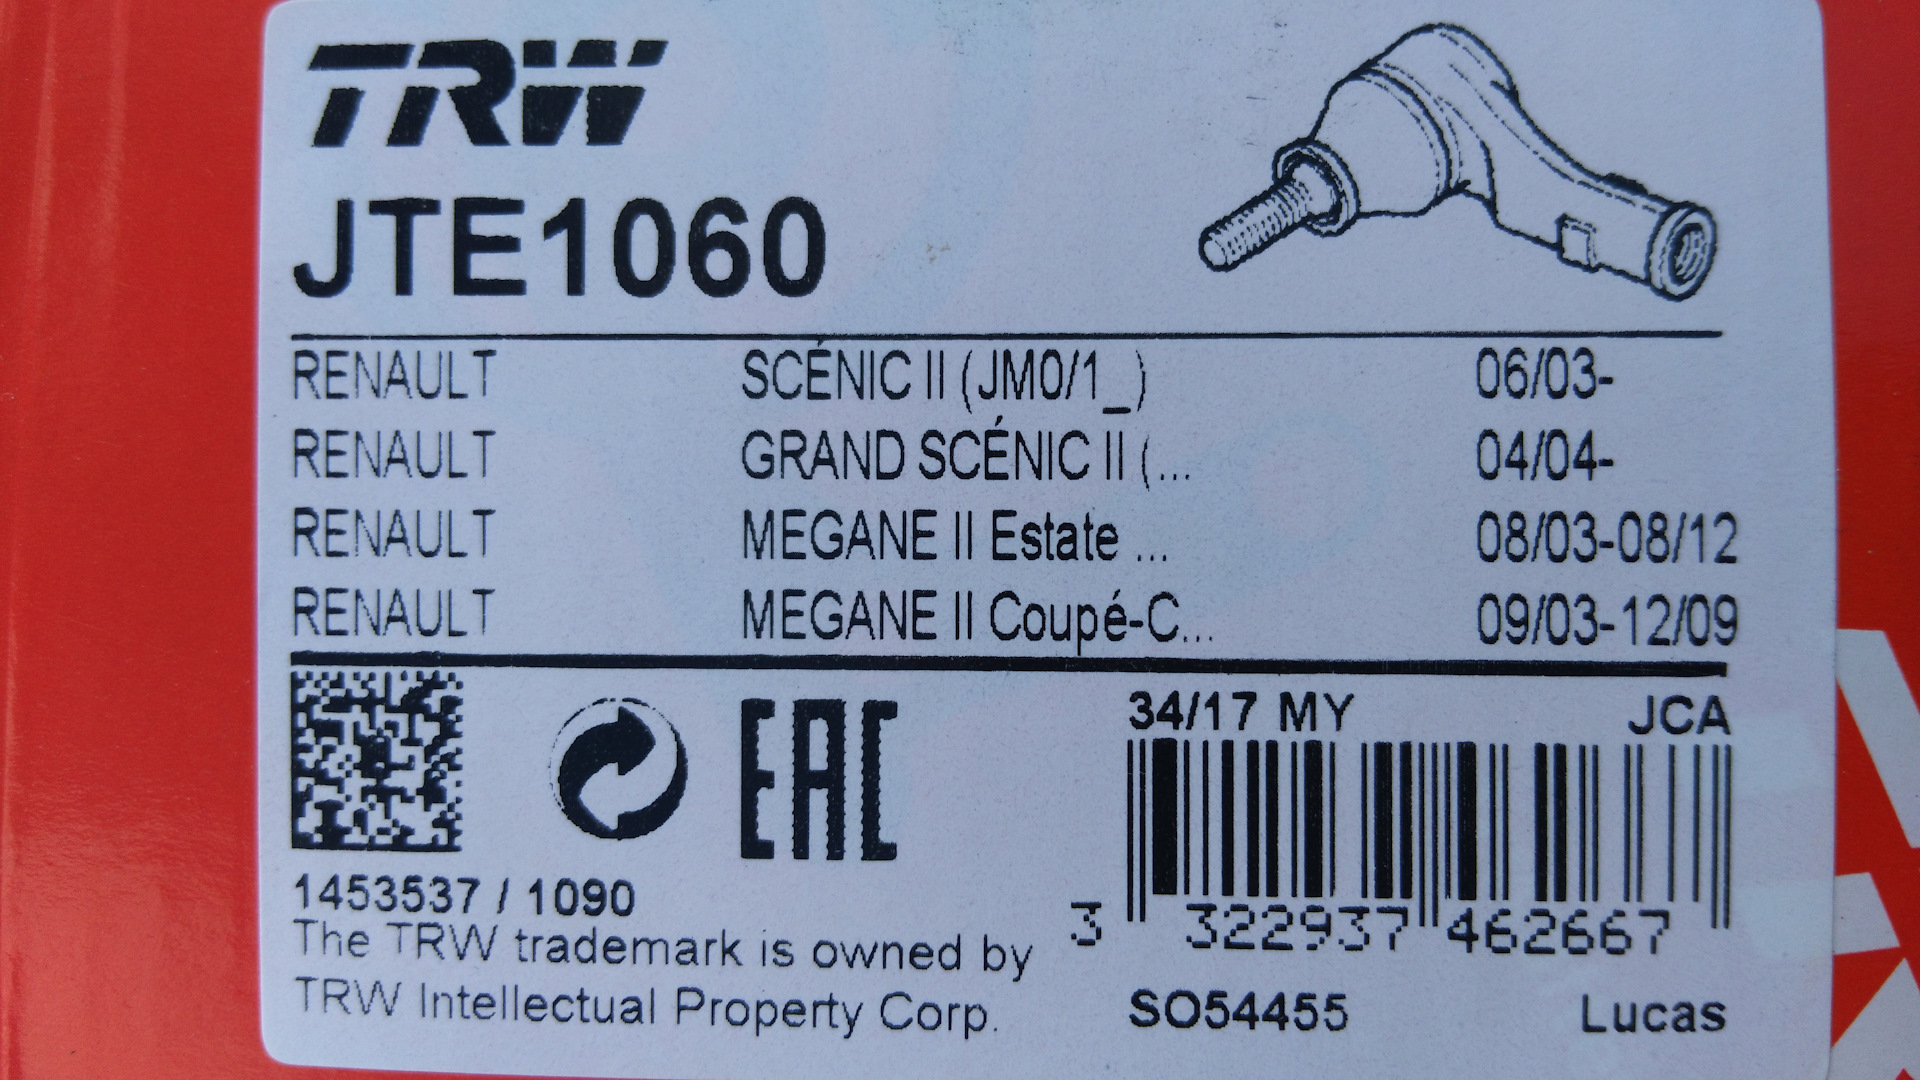 TRW
JTE1060
RENAULT SCÉNIC II (JM0/1_) 06/03-
RENAULT GRAND SCÉNIC II (... 04/04-
RENAULT MEGANE II Estate ... 08/03-08/12
RENAULT MEGANE II Coupé-C... 09/03-12/09
34/17 MY JCA
EAC
3 322937 462667
1453537 / 1090
The TRW trademark is owned by
TRW Intellectual Property Corp.
SO54455 Lucas